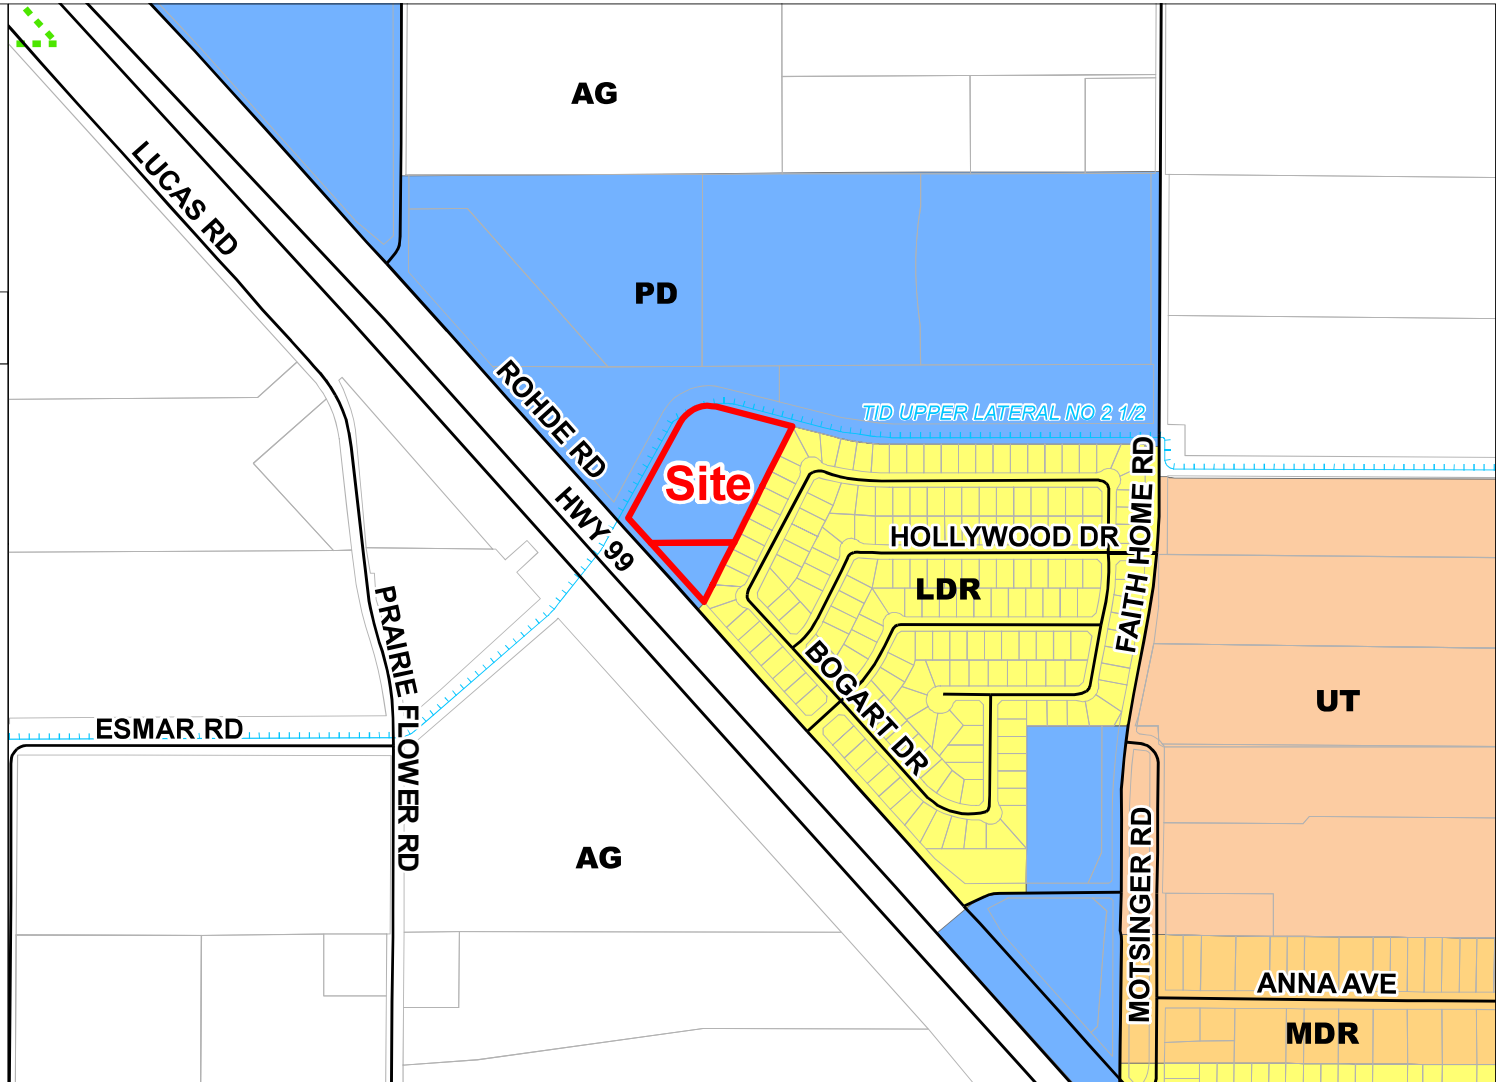 AG
LUCAS RD
PD
ROHDE RD
TID UPPER LATERAL NO 2 1/2
Site
HWY 99
HOLLYWOOD DR
FAITH HOME RD
LDR
PRAIRIE FLOWER RD
BOGART DR
UT
ESMAR RD
AG
MOTSINGER RD
ANNA AVE
MDR